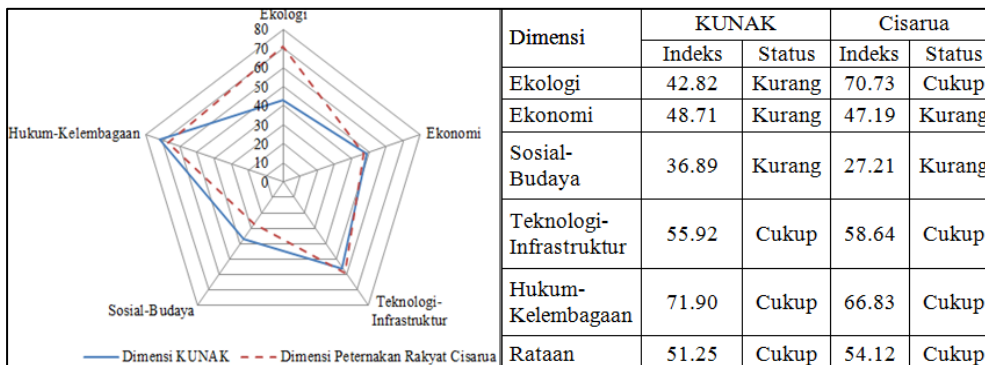 Ekologi
80
70
60
50
40
30
20
10
0
Hukum-Kelembagaan
Ekonomi
Sosial-Budaya
Teknologi-
Infrastruktur
Dimensi KUNAK Dimensi Peternakan Rakyat Cisarua
Dimensi KUNAK Cisarua
Indeks Status Indeks Status
Ekologi 42.82 Kurang 70.73 Cukup
Ekonomi 48.71 Kurang 47.19 Kurang
Sosial-
Budaya 36.89 Kurang 27.21 Kurang
Teknologi-
Infrastruktur 55.92 Cukup 58.64 Cukup
Hukum-
Kelembagaan 71.90 Cukup 66.83 Cukup
Rataan 51.25 Cukup 54.12 Cukup